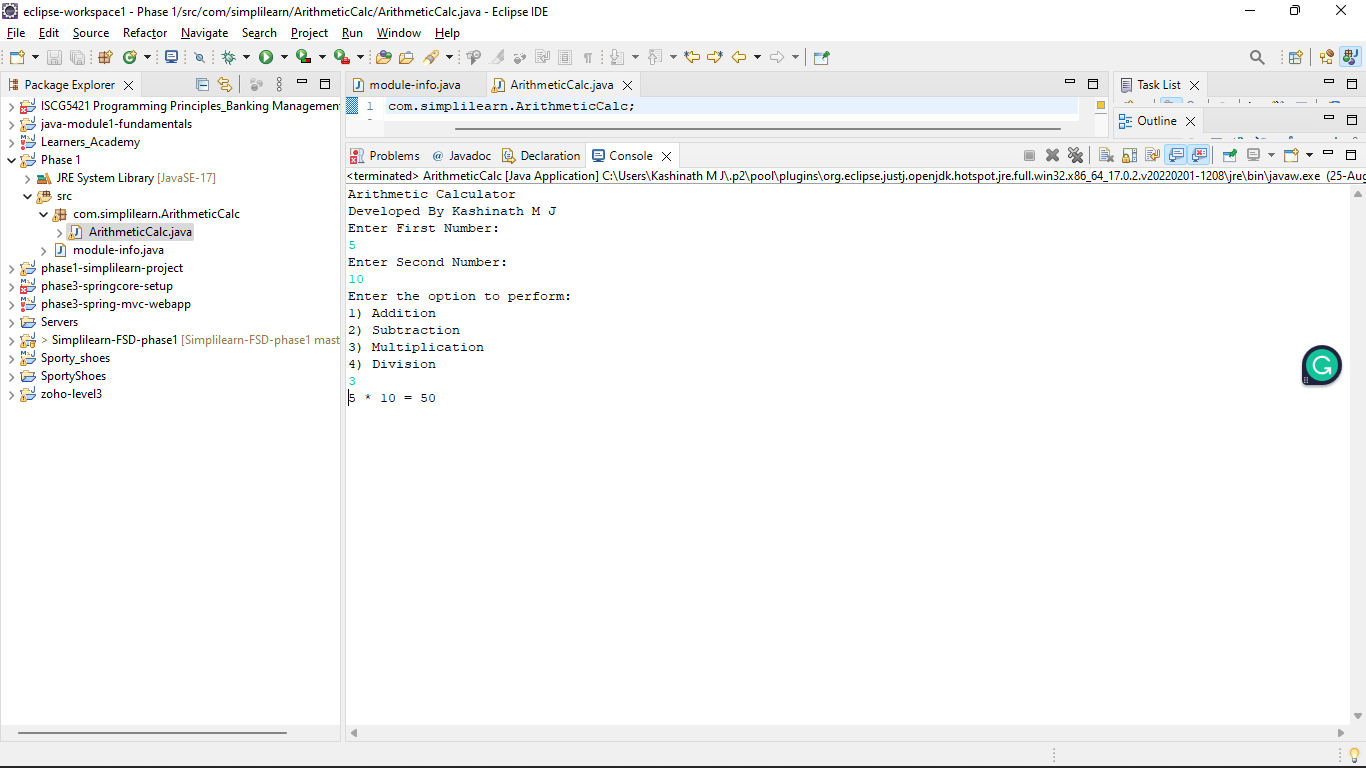 eclipse-workspace1 - Phase 1/src/com/simplilearn/ArithmeticCalc/ArithmeticCalc.java - Eclipse IDE
File Edit Source Refactor Navigate Search Project Run Window Help
Package Explorer
ISCG5421 Programming Principles_Banking Managemen
java-module1-fundamentals
Learners_Academy
Phase 1
JRE System Library [JavaSE-17]
src
com.simplilearn.ArithmeticCalc
ArithmeticCalc.java
module-info.java
phase1-simplilearn-project
phase3-springcore-setup
phase3-spring-mvc-webapp
Servers
> Simplilearn-FSD-phase1 [Simplilearn-FSD-phase1 mast
Sporty_shoes
SportyShoes
zoho-level3
module-info.java ArithmeticCalc.java
1 com.simplilearn.ArithmeticCalc;
Task List
Outline
Problems @ Javadoc Declaration Console
<terminated> ArithmeticCalc [Java Application] C:\Users\Kashinath M J\.p2\pool\plugins\org.eclipse.justj.openjdk.hotspot.jre.full.win32.x86_64_17.0.2.v20220201-1208\jre\bin\javaw.exe (25-Aug
Arithmetic Calculator
Developed By Kashinath M J
Enter First Number:
5
Enter Second Number:
10
Enter the option to perform:
1) Addition
2) Subtraction
3) Multiplication
4) Division
3
5 * 10 = 50